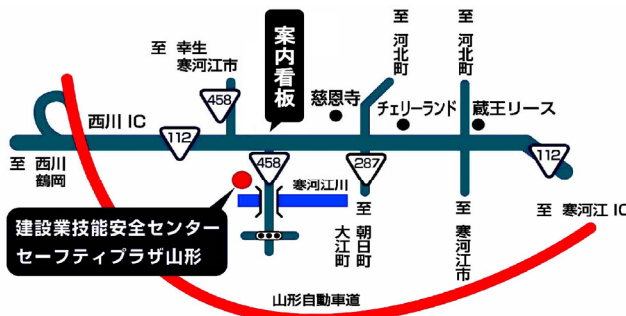 至 幸生
寒河江市
案内看板
至 河北町
至 河北町
458
慈恩寺
チェリーランド
蔵王リース
西川 IC
112
458
287
112
至 西川
鶴岡
寒河江川
建設業技能安全センター
セーフティプラザ山形
至 朝日町
大江町
至 寒河江市
至 寒河江 IC
山形自動車道